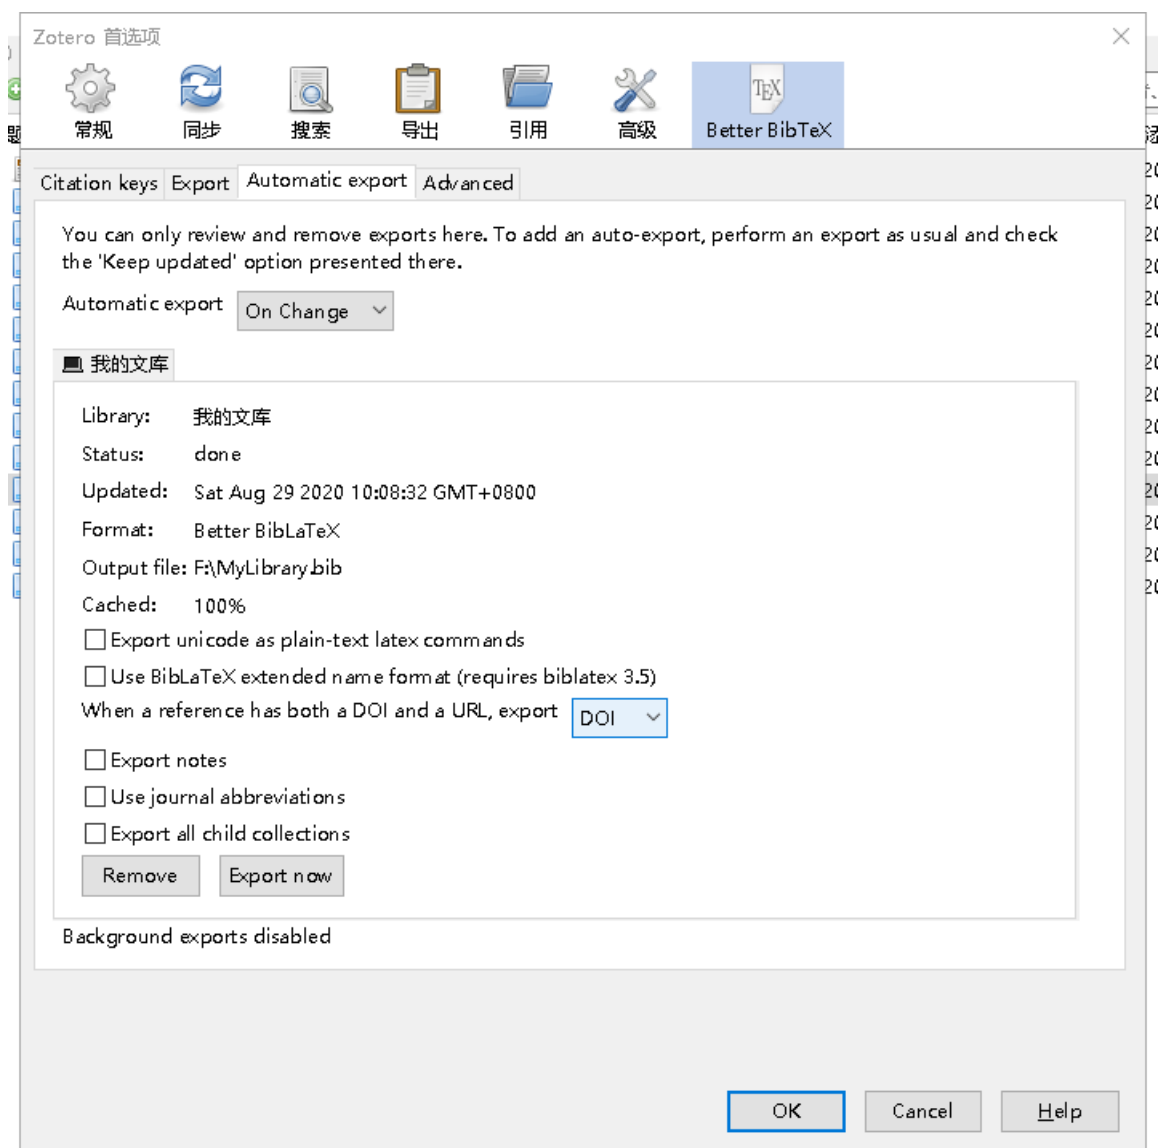 Zotero 首选项
常规 同步 搜索 导出 引用 高级 TEX Better BibTeX
Citation keys Export Automatic export Advanced
You can only review and remove exports here. To add an auto-export, perform an export as usual and check
the 'Keep updated' option presented there.
Automatic export On Change
我的文库
Library: 我的文库
Status: done
Updated: Sat Aug 29 2020 10:08:32 GMT+0800
Format: Better BibLaTeX
Output file: F:\MyLibrary.bib
Cached: 100%
Export unicode as plain-text latex commands
Use BibLaTeX extended name format (requires biblatex 3.5)
When a reference has both a DOI and a URL, export DOI
Export notes
Use journal abbreviations
Export all child collections
Remove Export now
Background exports disabled
OK Cancel Help